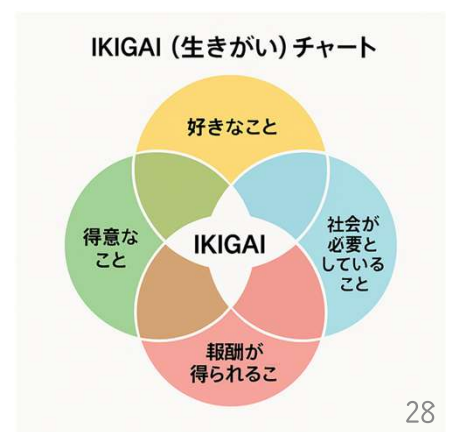 IKIGAI（生きがい）チャート
好きなこと
得意な
こと
IKIGAI
社会が
必要と
している
こと
報酬が
得られるこ
28